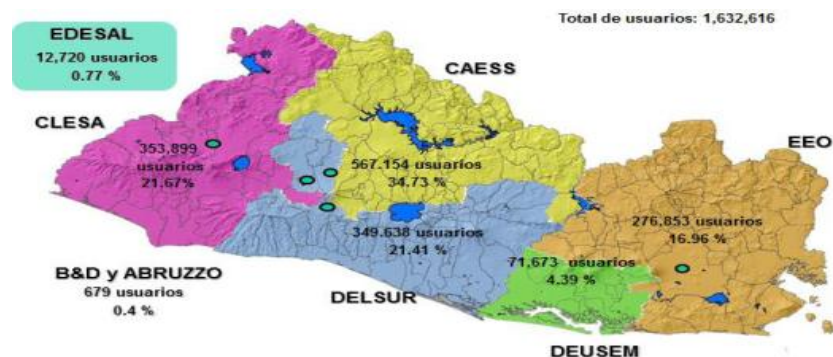 EDESAL
12,720 usuarios
0.77 %
Total de usuarios: 1,632,616
CAESS
CLESA
353,899
usuarios
21.67%
567.154 usuarios
34.73 %
EEO
276,853 usuarios
16.96 %
349.638 usuarios
21.41 %
71,673 usuarios
4.39 %
B&D y ABRUZZO
679 usuarios
0.4 %
DELSUR
DEUSEM